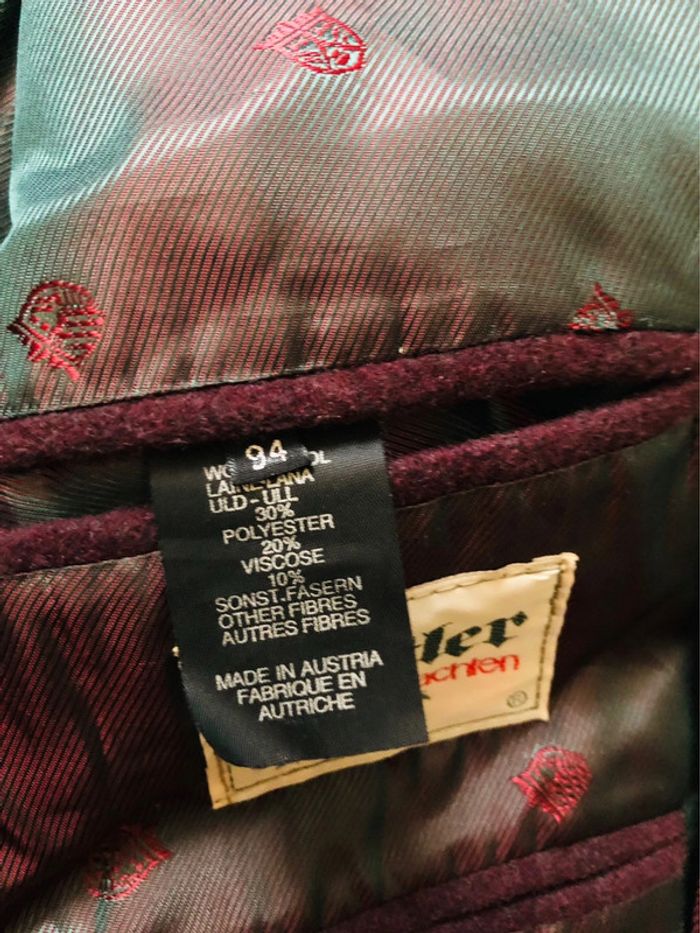 94
LAINE-LANA
ULD-ULL
30%
POLYESTER
20%
VISCOSE
10%
SONST.FASERN
OTHER FIBRES
AUTRES FIBRES
MADE IN AUSTRIA
FABRIQUE EN
AUTRICHE
®